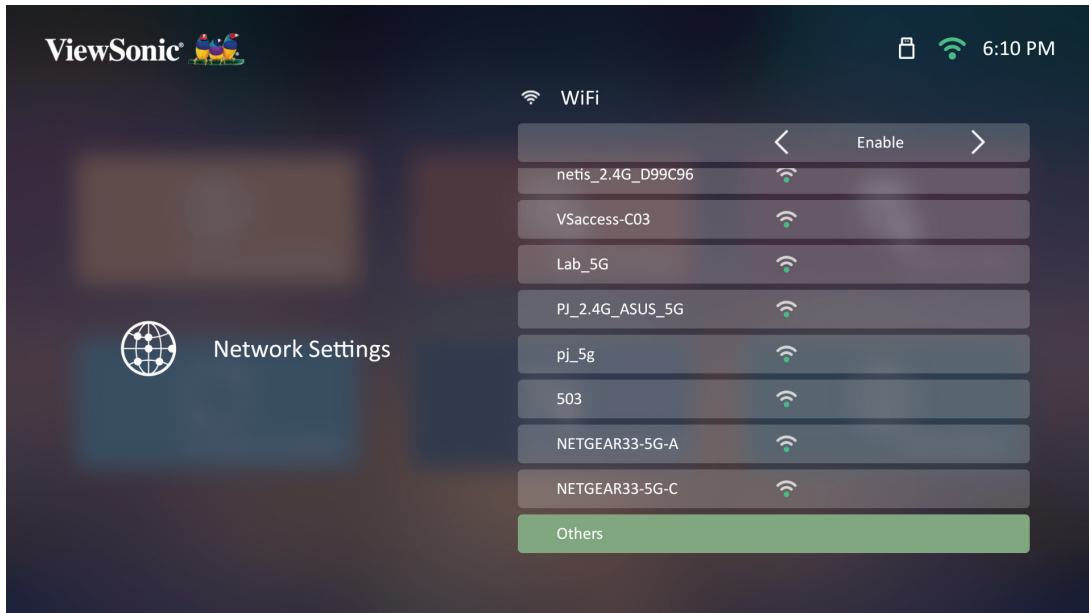 ViewSonic
6:10 PM
WiFi
Enable
netis_2.4G_D99C96
VSaccess-C03
Lab_5G
PJ_2.4G_ASUS_5G
pj_5g
503
NETGEAR33-5G-A
NETGEAR33-5G-C
Others
Network Settings